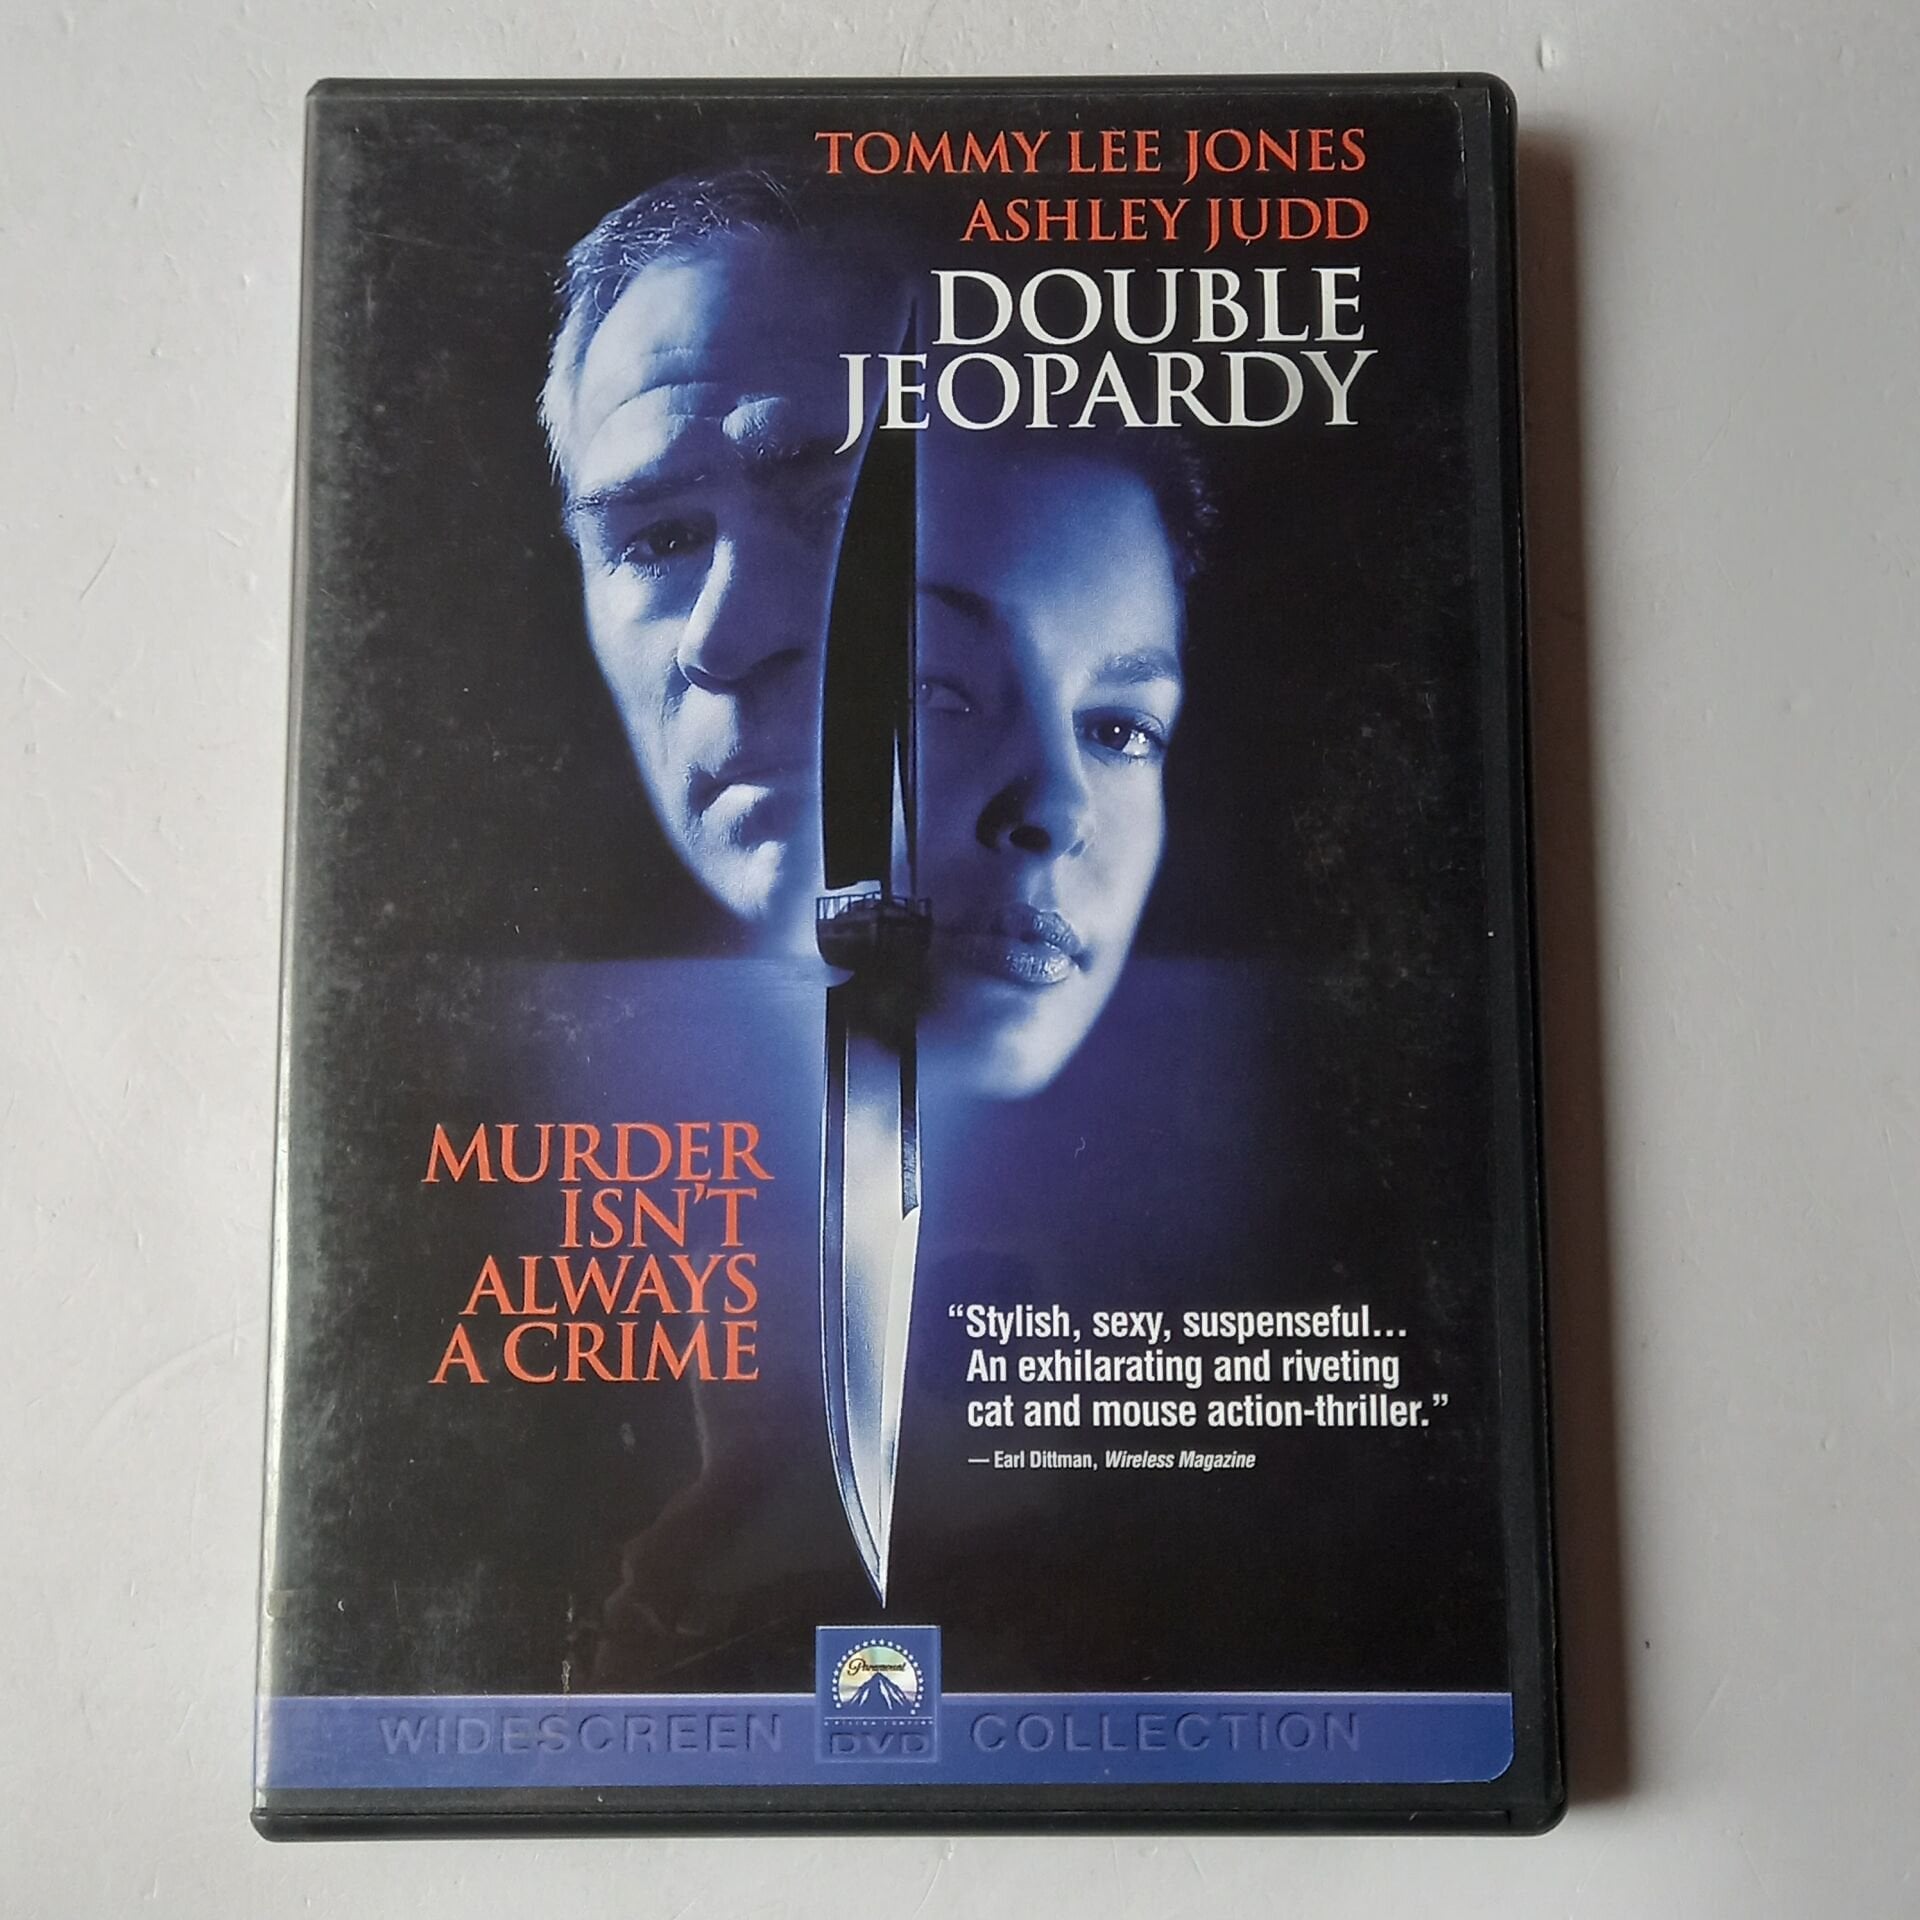 TOMMY LEE JONES
ASHLEY JUDD
DOUBLE
JEOPARDY
MURDER
ISN'T
ALWAYS
A CRIME
“Stylish, sexy, suspenseful...
An exhilarating and riveting
cat and mouse action-thriller.”
— Earl Dittman, Wireless Magazine
Paramount
WIDESCREEN DVD COLLECTION